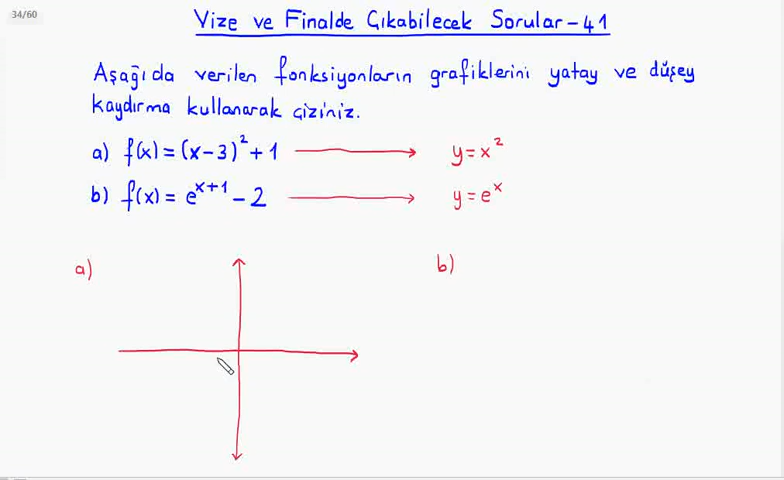 34/60
Vize ve Finalde Çıkabilecek Sorular-41
Aşağıda verilen fonksiyonların grafiklerini yatay ve düşey
kaydırma kullanarak çiziniz.
a) f(x) = (x-3)² + 1 → y = x²
b) f(x) = e^{x+1} - 2 → y = e^x
a) b)